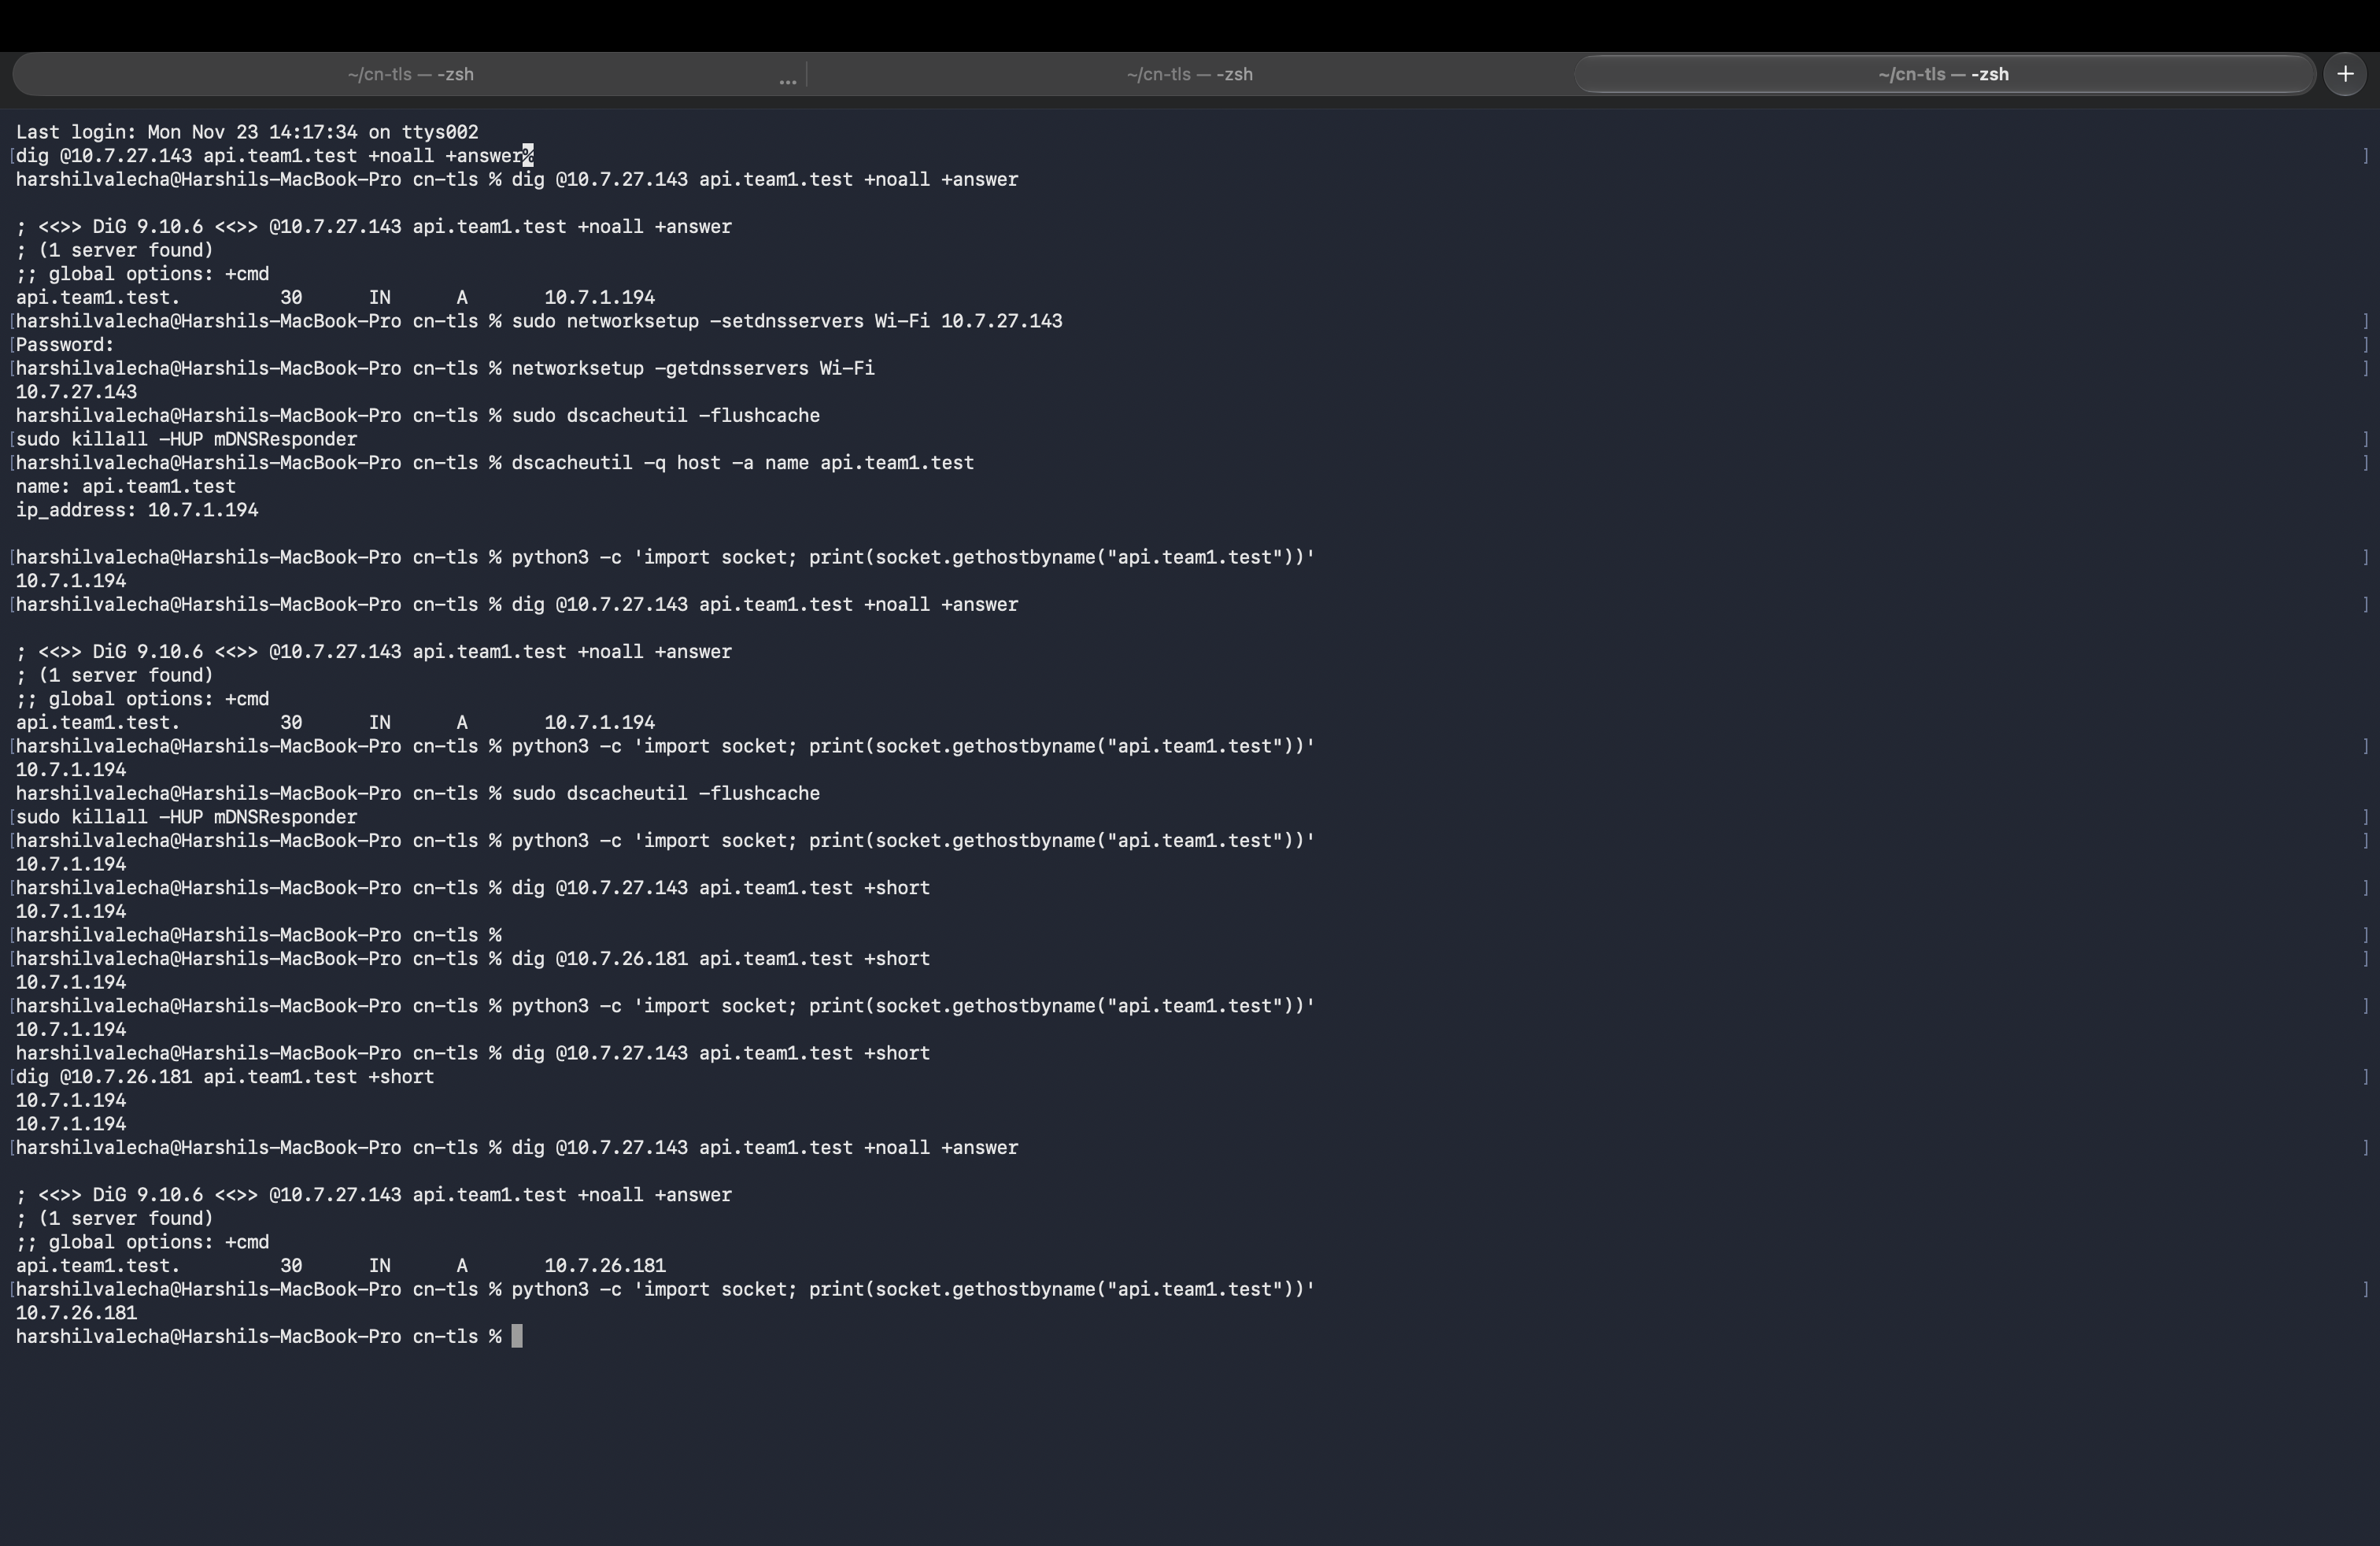 ~/cn-tls — -zsh
...
~/cn-tls — -zsh
~/cn-tls — -zsh
+
Last login: Mon Nov 23 14:17:34 on ttys002
[dig @10.7.27.143 api.team1.test +noall +answer% ]
harshilvalecha@Harshils-MacBook-Pro cn-tls % dig @10.7.27.143 api.team1.test +noall +answer
; <<>> DiG 9.10.6 <<>> @10.7.27.143 api.team1.test +noall +answer
; (1 server found)
;; global options: +cmd
api.team1.test. 30 IN A 10.7.1.194
[harshilvalecha@Harshils-MacBook-Pro cn-tls % sudo networksetup -setdnsservers Wi-Fi 10.7.27.143 ]
[Password: ]
[harshilvalecha@Harshils-MacBook-Pro cn-tls % networksetup -getdnsservers Wi-Fi ]
10.7.27.143
harshilvalecha@Harshils-MacBook-Pro cn-tls % sudo dscacheutil -flushcache
[sudo killall -HUP mDNSResponder ]
[harshilvalecha@Harshils-MacBook-Pro cn-tls % dscacheutil -q host -a name api.team1.test ]
name: api.team1.test
ip_address: 10.7.1.194
[harshilvalecha@Harshils-MacBook-Pro cn-tls % python3 -c 'import socket; print(socket.gethostbyname("api.team1.test"))' ]
10.7.1.194
[harshilvalecha@Harshils-MacBook-Pro cn-tls % dig @10.7.27.143 api.team1.test +noall +answer ]
; <<>> DiG 9.10.6 <<>> @10.7.27.143 api.team1.test +noall +answer
; (1 server found)
;; global options: +cmd
api.team1.test. 30 IN A 10.7.1.194
[harshilvalecha@Harshils-MacBook-Pro cn-tls % python3 -c 'import socket; print(socket.gethostbyname("api.team1.test"))' ]
10.7.1.194
harshilvalecha@Harshils-MacBook-Pro cn-tls % sudo dscacheutil -flushcache
[sudo killall -HUP mDNSResponder ]
[harshilvalecha@Harshils-MacBook-Pro cn-tls % python3 -c 'import socket; print(socket.gethostbyname("api.team1.test"))' ]
10.7.1.194
[harshilvalecha@Harshils-MacBook-Pro cn-tls % dig @10.7.27.143 api.team1.test +short ]
10.7.1.194
[harshilvalecha@Harshils-MacBook-Pro cn-tls % ]
[harshilvalecha@Harshils-MacBook-Pro cn-tls % dig @10.7.26.181 api.team1.test +short ]
10.7.1.194
[harshilvalecha@Harshils-MacBook-Pro cn-tls % python3 -c 'import socket; print(socket.gethostbyname("api.team1.test"))' ]
10.7.1.194
harshilvalecha@Harshils-MacBook-Pro cn-tls % dig @10.7.27.143 api.team1.test +short
[dig @10.7.26.181 api.team1.test +short ]
10.7.1.194
10.7.1.194
[harshilvalecha@Harshils-MacBook-Pro cn-tls % dig @10.7.27.143 api.team1.test +noall +answer ]
; <<>> DiG 9.10.6 <<>> @10.7.27.143 api.team1.test +noall +answer
; (1 server found)
;; global options: +cmd
api.team1.test. 30 IN A 10.7.26.181
[harshilvalecha@Harshils-MacBook-Pro cn-tls % python3 -c 'import socket; print(socket.gethostbyname("api.team1.test"))' ]
10.7.26.181
harshilvalecha@Harshils-MacBook-Pro cn-tls %